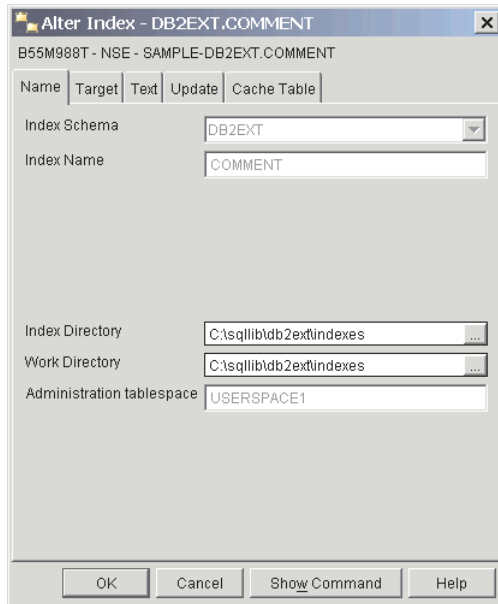 Alter Index - DB2EXT.COMMENT
B55M988T - NSE - SAMPLE-DB2EXT.COMMENT
Name Target Text Update Cache Table
Index Schema DB2EXT
Index Name COMMENT
Index Directory C:\sqllib\db2ext\indexes ...
Work Directory C:\sqllib\db2ext\indexes ...
Administration tablespace USERSPACE1
OK Cancel Show Command Help